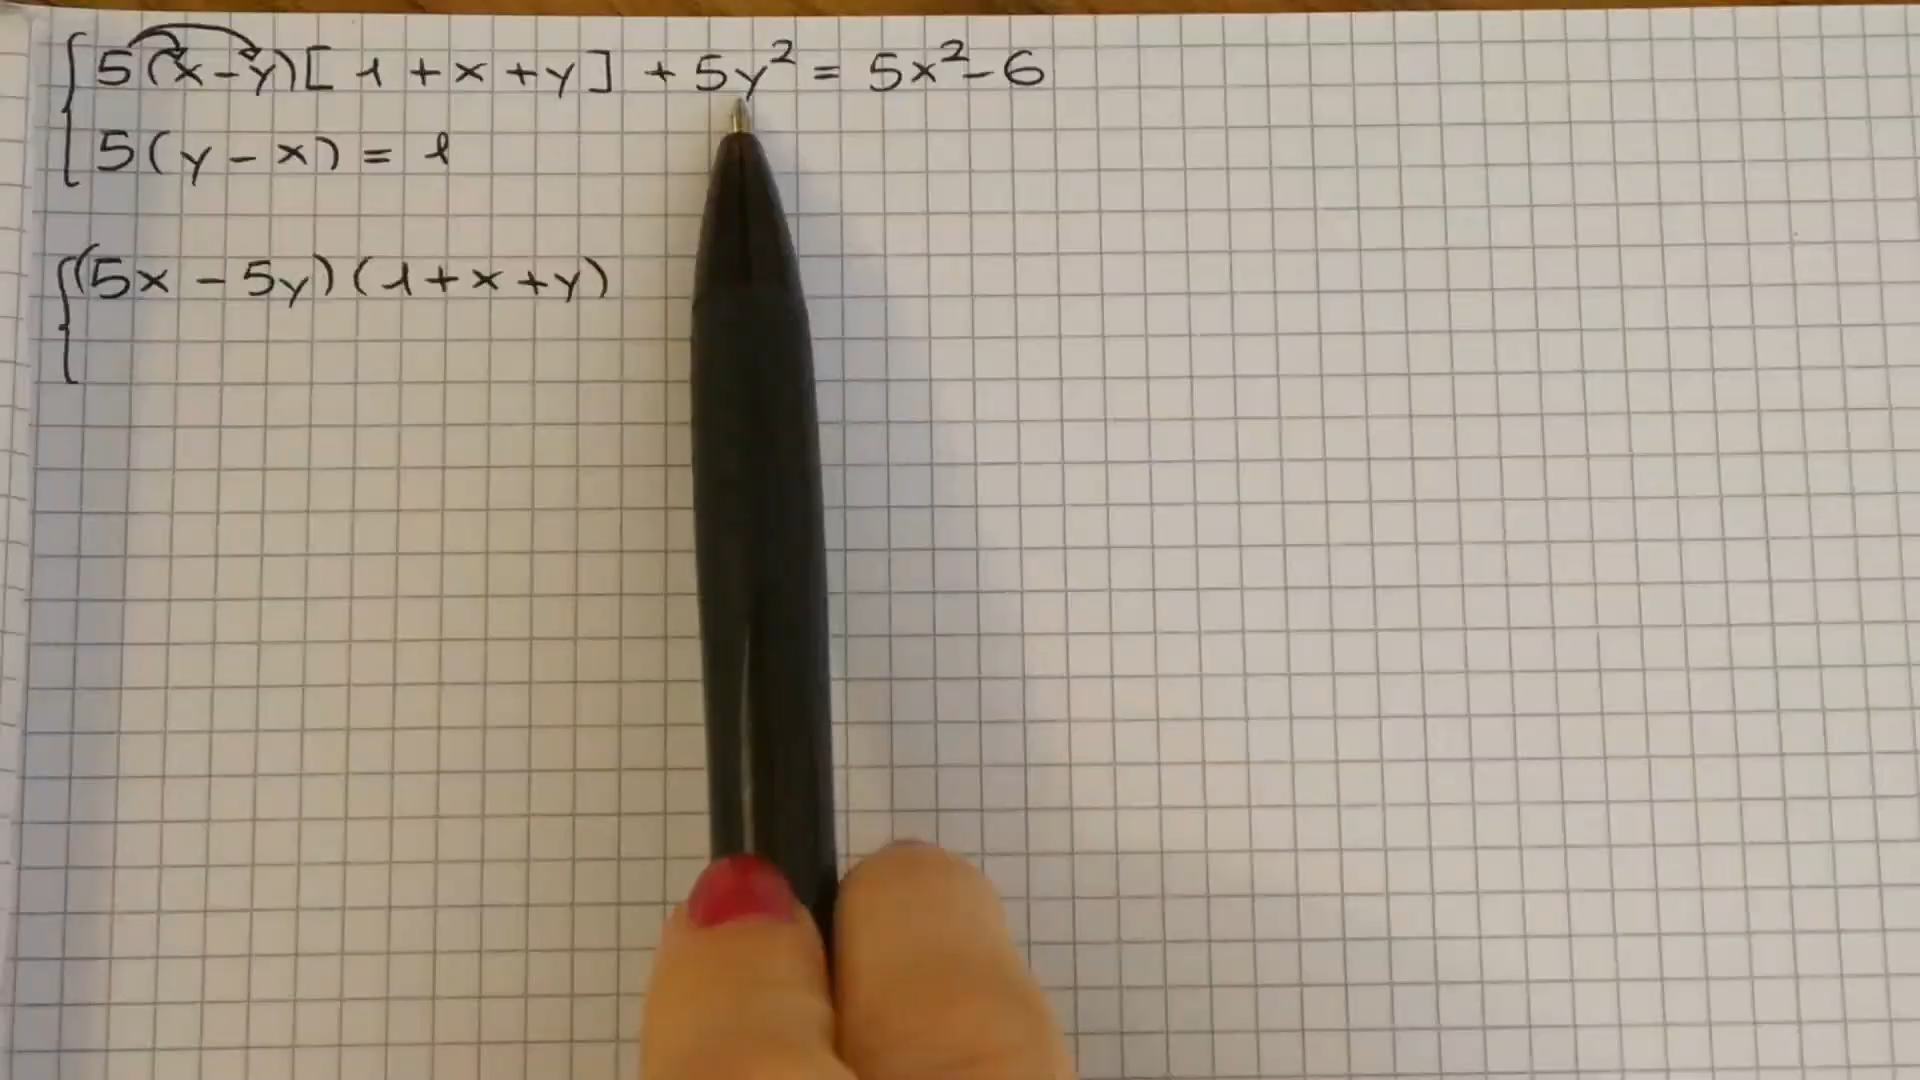 5(x-y)[1+x+y] + 5y² = 5x²-6
5(y-x) = 1
(5x-5y)(1+x+y)